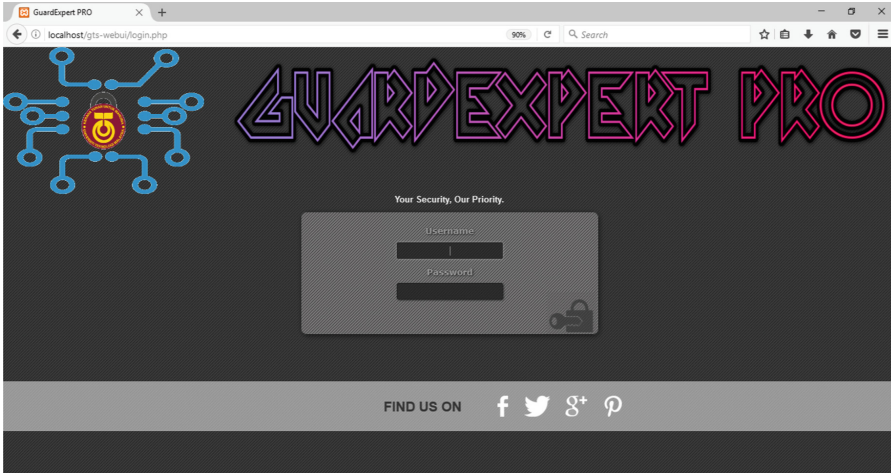 GuardExpert PRO
localhost/gts-webui/login.php
90%
Search
GUARDEXPERT PRO
Your Security, Our Priority.
Username
Password
FIND US ON